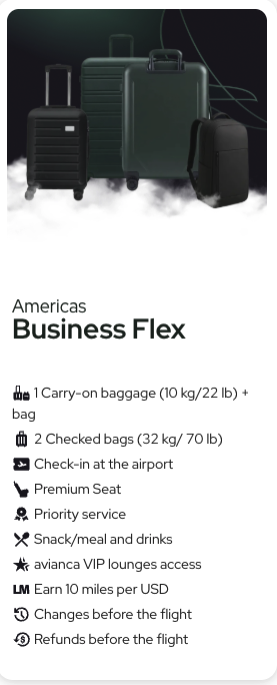 Americas
Business Flex
1 Carry-on baggage (10 kg/22 lb) +
bag
2 Checked bags (32 kg/ 70 lb)
Check-in at the airport
Premium Seat
Priority service
Snack/meal and drinks
avianca VIP lounges access
LM Earn 10 miles per USD
Changes before the flight
Refunds before the flight